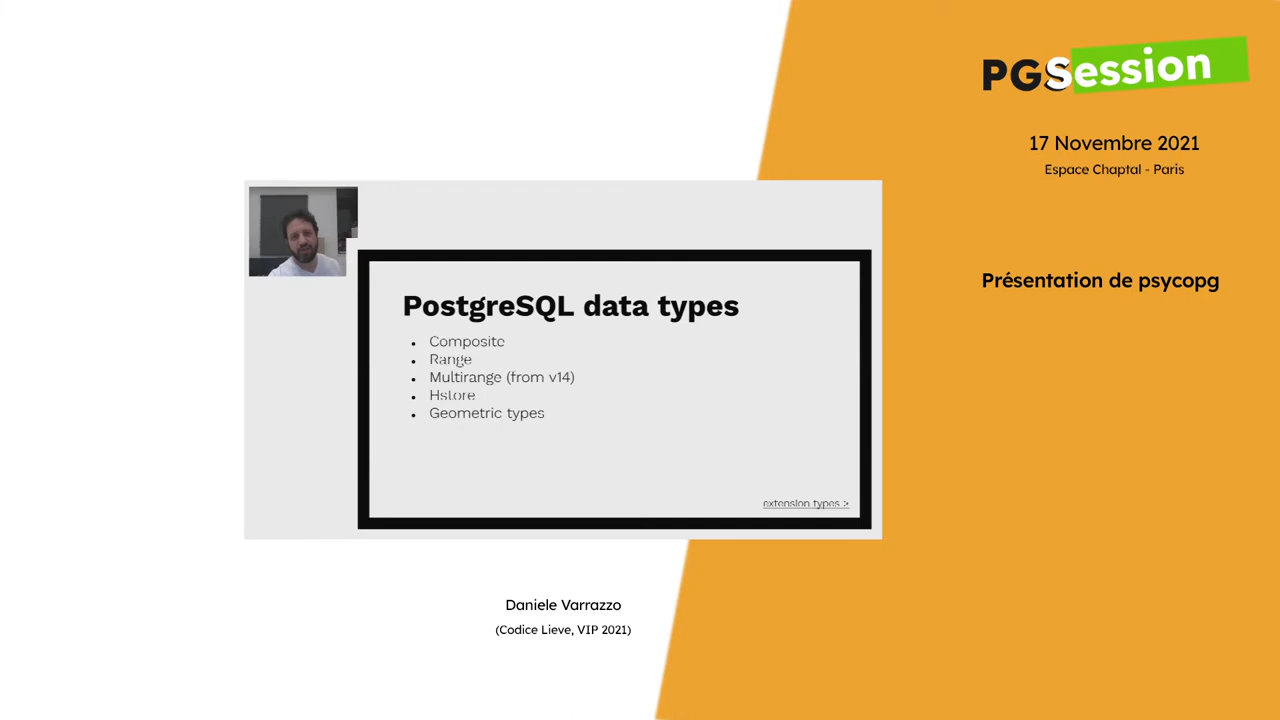 PGSession
17 Novembre 2021
Espace Chaptal - Paris
Présentation de psycopg
PostgreSQL data types
• Composite
• Range
• Multirange (from v14)
• Hstore
• Geometric types
extension types >
Daniele Varrazzo
(Codice Lieve, VIP 2021)